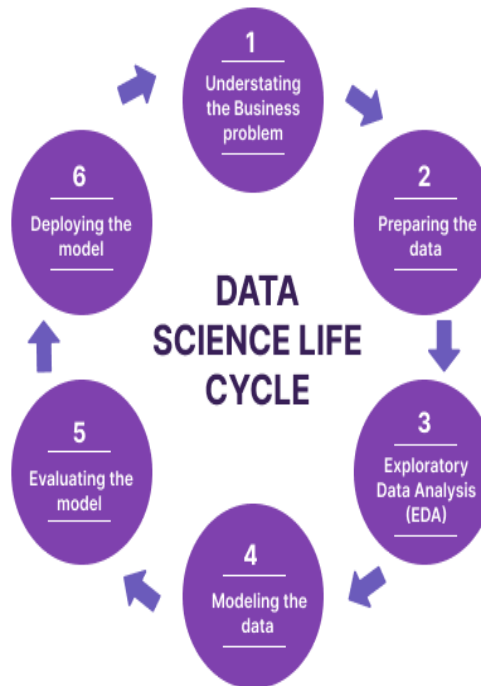 1
Understating
the Business
problem
2
Preparing the
data
3
Exploratory
Data Analysis
(EDA)
4
Modeling the
data
5
Evaluating the
model
6
Deploying the
model
DATA
SCIENCE LIFE
CYCLE